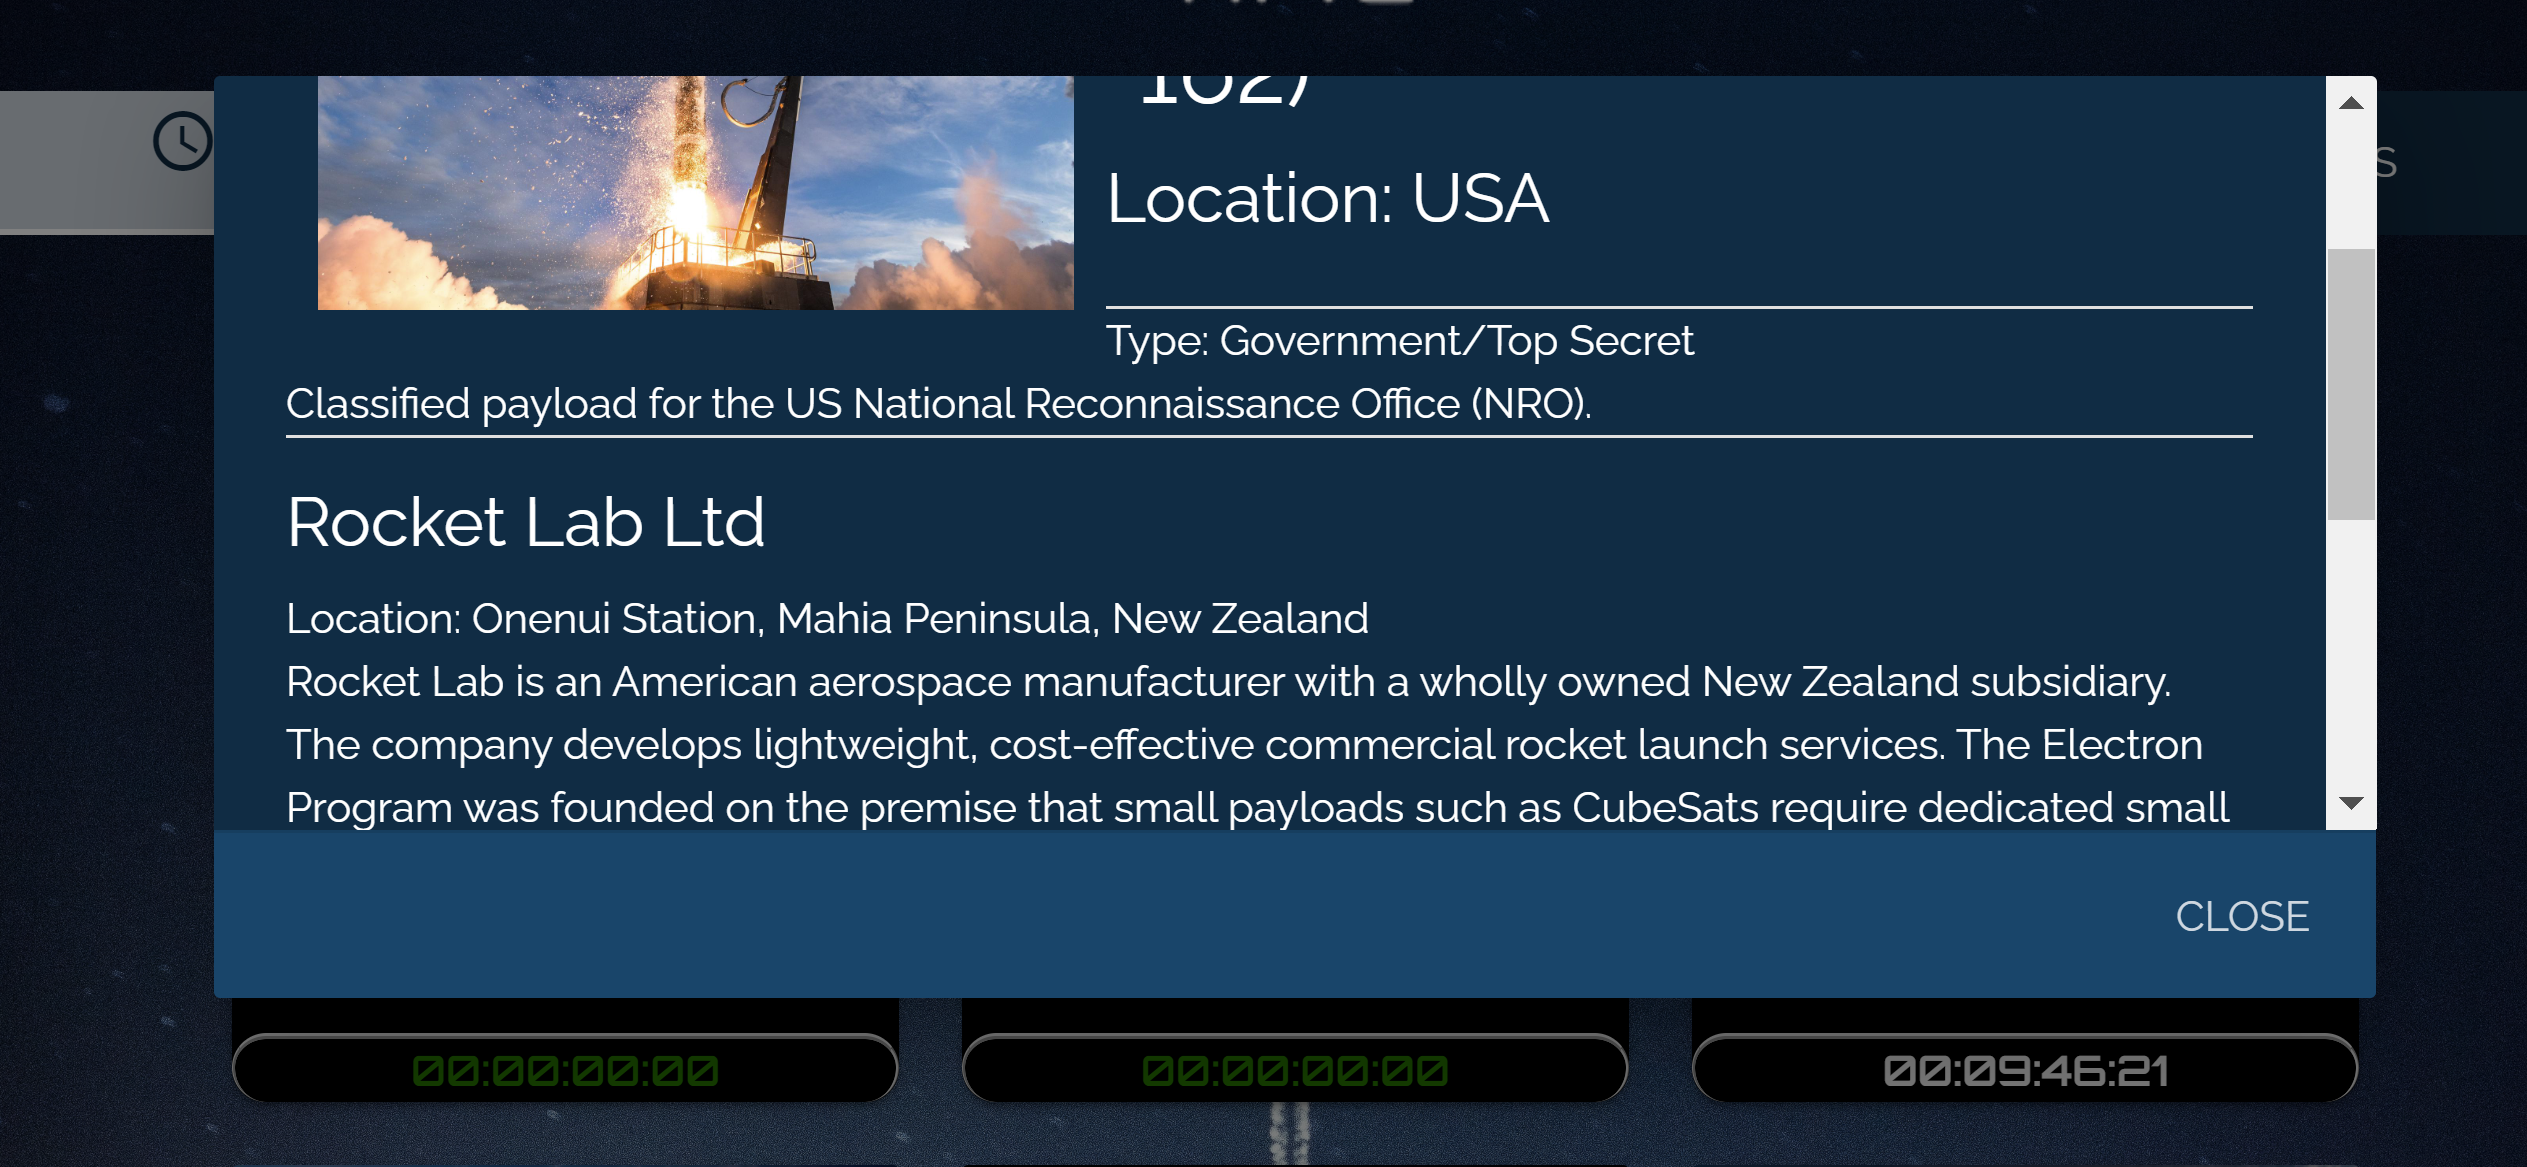 162)
Location: USA
Type: Government/Top Secret
Classified payload for the US National Reconnaissance Office (NRO).
Rocket Lab Ltd
Location: Onenui Station, Mahia Peninsula, New Zealand
Rocket Lab is an American aerospace manufacturer with a wholly owned New Zealand subsidiary.
The company develops lightweight, cost-effective commercial rocket launch services. The Electron
Program was founded on the premise that small payloads such as CubeSats require dedicated small
CLOSE
00:00:00:00
00:00:00:00
00:09:46:21